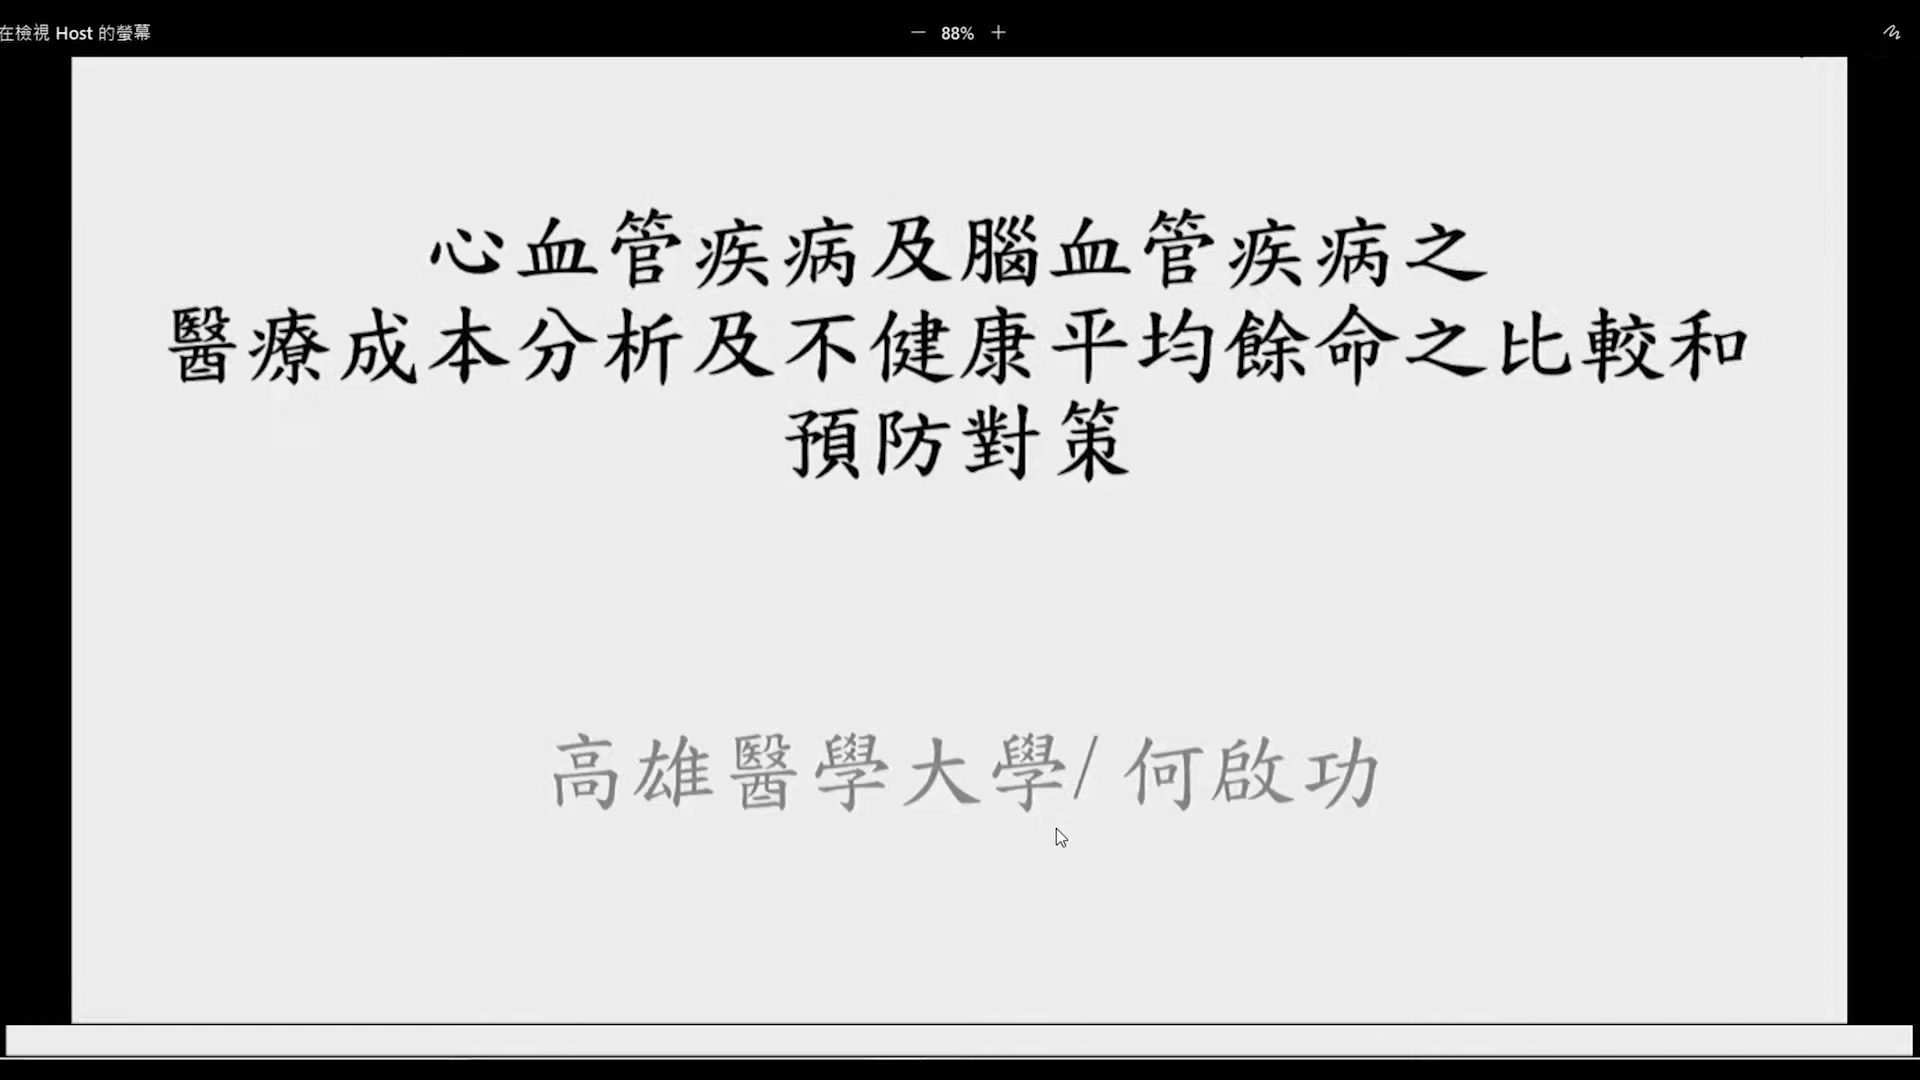 在檢視 Host 的螢幕
88%
心血管疾病及腦血管疾病之
醫療成本分析及不健康平均餘命之比較和
預防對策
高雄醫學大學/ 何啟功